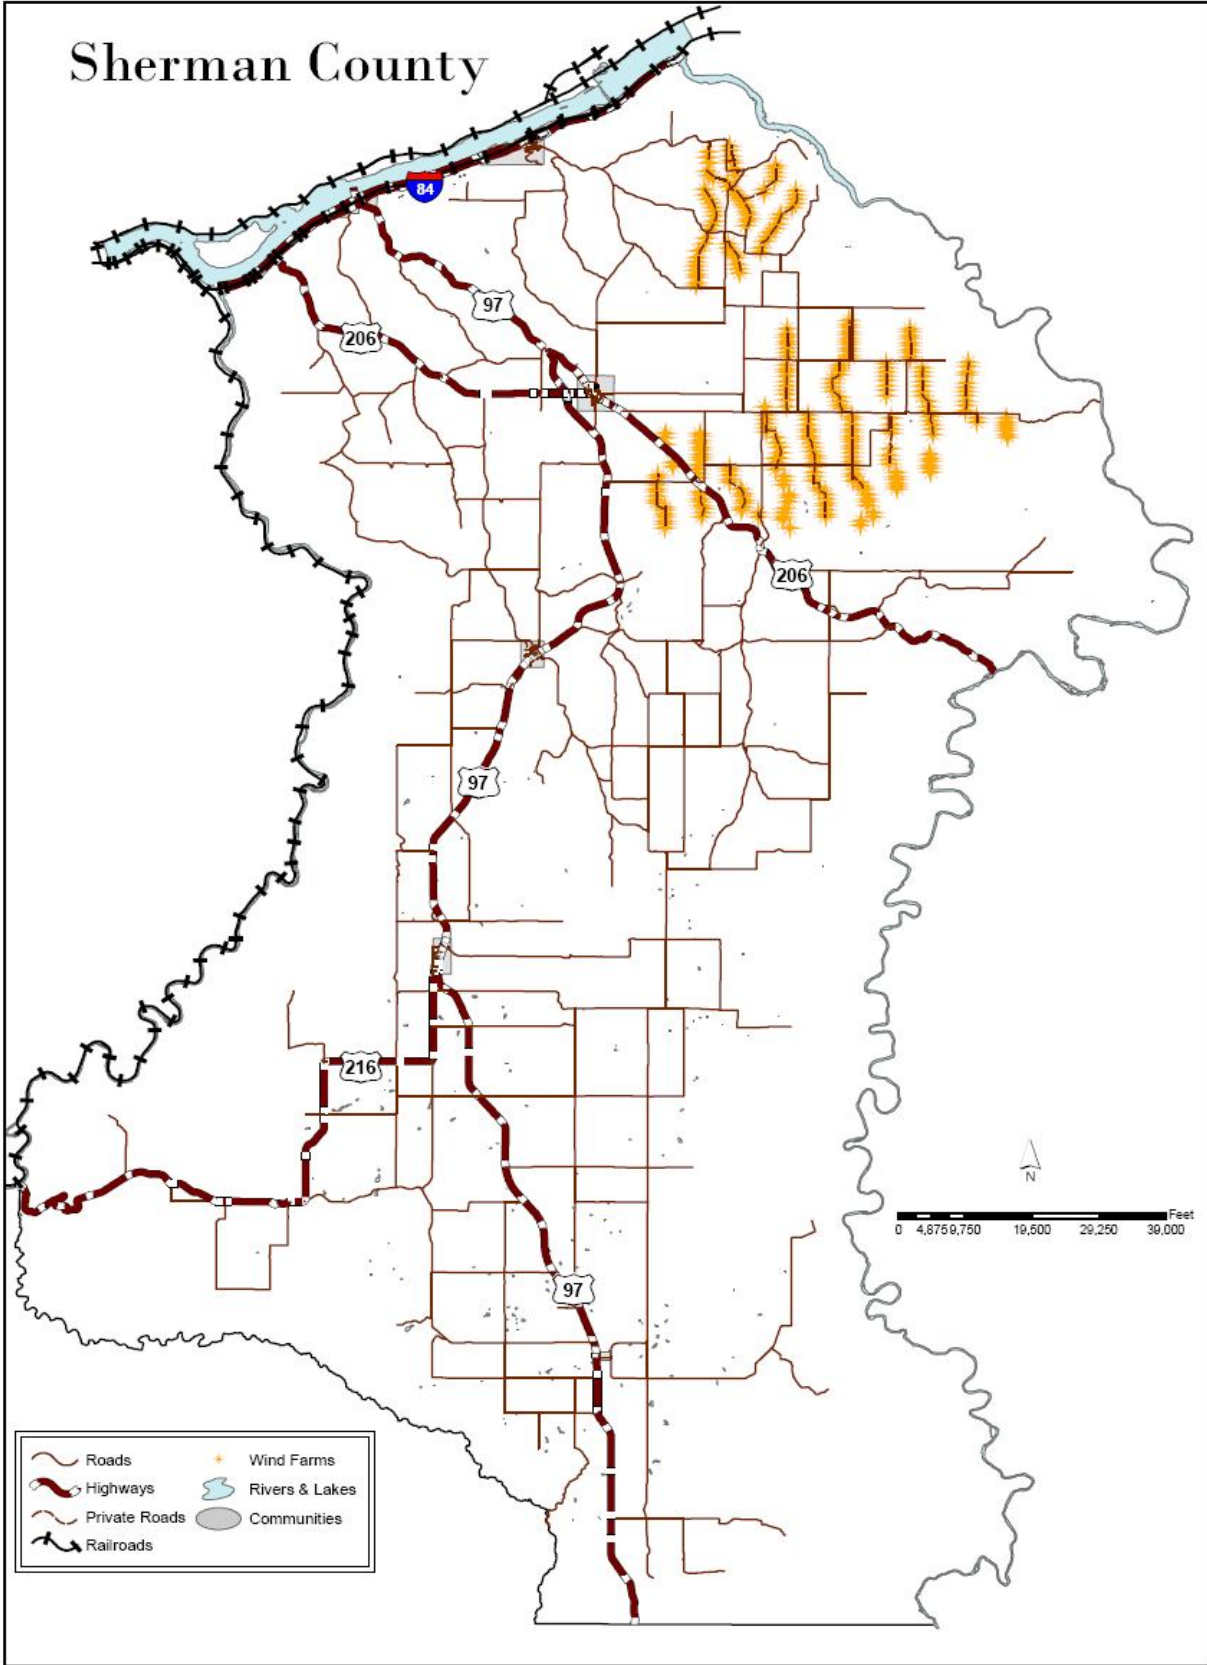 Sherman County
84
97
206
206
97
216
97
N
Feet
0 4,875 9,750 19,500 29,250 39,000
Roads
Highways
Private Roads
Railroads
Wind Farms
Rivers & Lakes
Communities